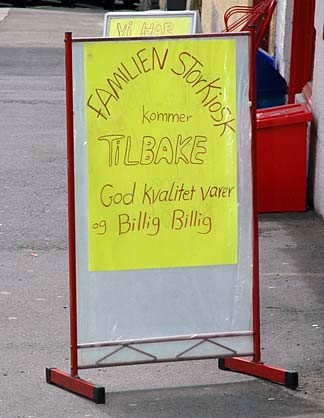 Vi HAR
FAMILIEN STORKiOSK
kommer
TiLBAKE
God Kvalitet varer
og Billig Billig